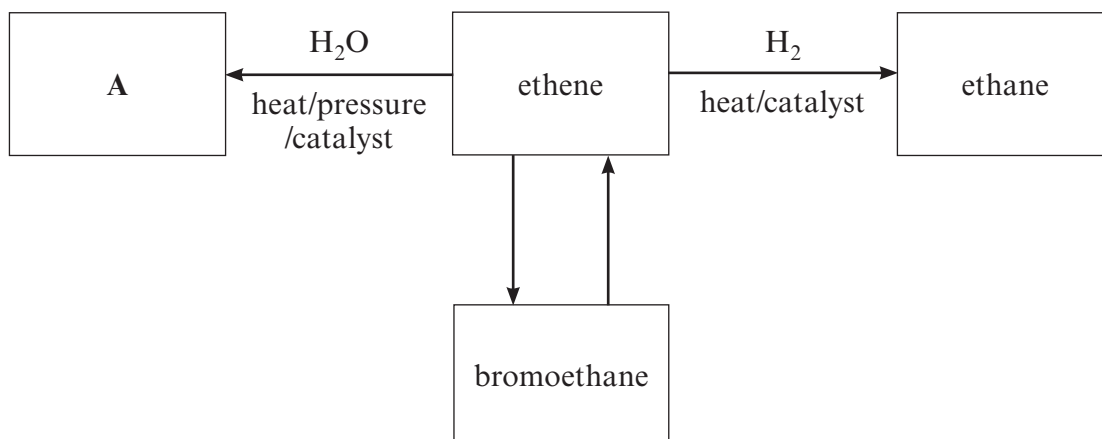 A
H₂O
heat/pressure
/catalyst
ethene
H₂
heat/catalyst
ethane
bromoethane